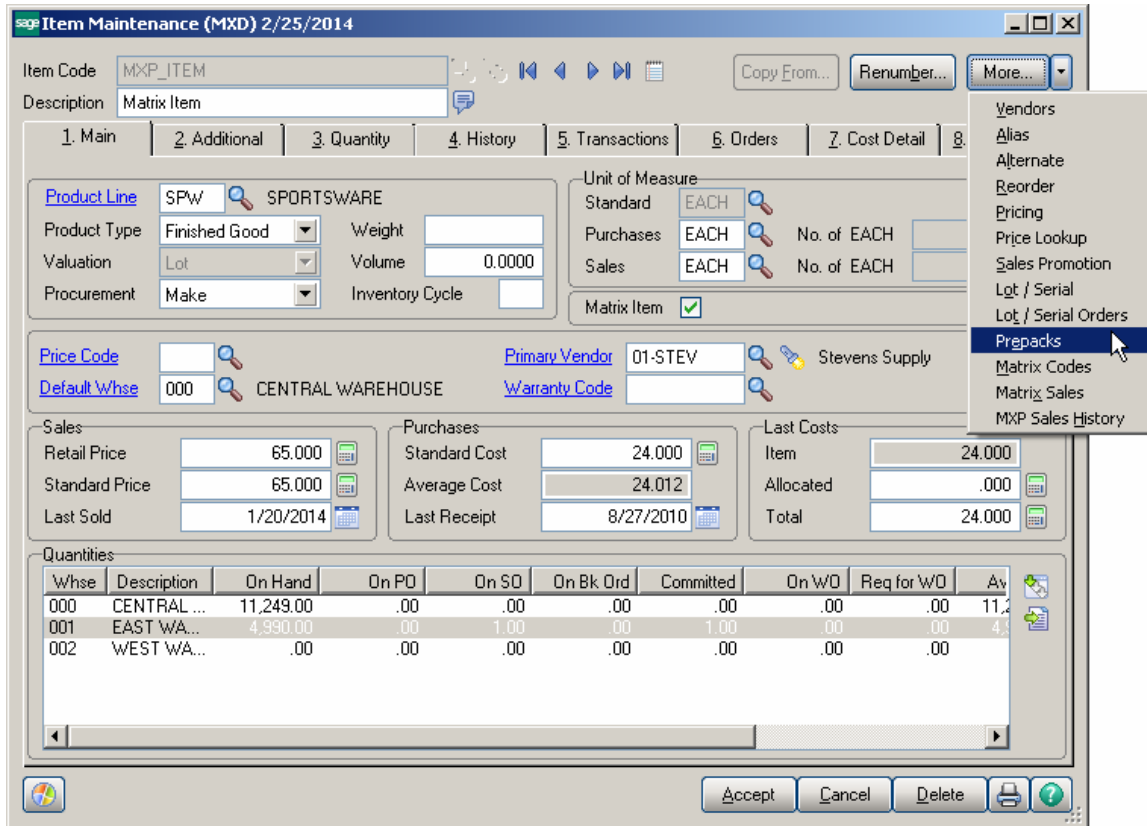 sage Item Maintenance (MXD) 2/25/2014
Item Code MXP_ITEM Copy From... Renumber... More...
Description Matrix Item
1. Main 2. Additional 3. Quantity 4. History 5. Transactions 6. Orders 7. Cost Detail 8.
Vendors
Alias
Alternate
Reorder
Pricing
Price Lookup
Sales Promotion
Lot / Serial
Lot / Serial Orders
Prepacks
Matrix Codes
Matrix Sales
MXP Sales History
Product Line SPW SPORTSWARE
Product Type Finished Good Weight
Valuation Lot Volume 0.0000
Procurement Make Inventory Cycle
Unit of Measure
Standard EACH
Purchases EACH No. of EACH
Sales EACH No. of EACH
Matrix Item
Price Code Primary Vendor 01-STEV Stevens Supply
Default Whse 000 CENTRAL WAREHOUSE Warranty Code
Sales
Retail Price 65.000
Standard Price 65.000
Last Sold 1/20/2014
Purchases
Standard Cost 24.000
Average Cost 24.012
Last Receipt 8/27/2010
Last Costs
Item 24.000
Allocated .000
Total 24.000
Quantities
Whse Description On Hand On PO On SO On Bk Ord Committed On WO Req for WO Av
000 CENTRAL ... 11,249.00 .00 .00 .00 .00 .00 .00 11,2
001 EAST WA... 4,990.00 .00 1.00 .00 1.00 .00 .00 4,9
002 WEST WA... .00 .00 .00 .00 .00 .00 .00
Accept Cancel Delete